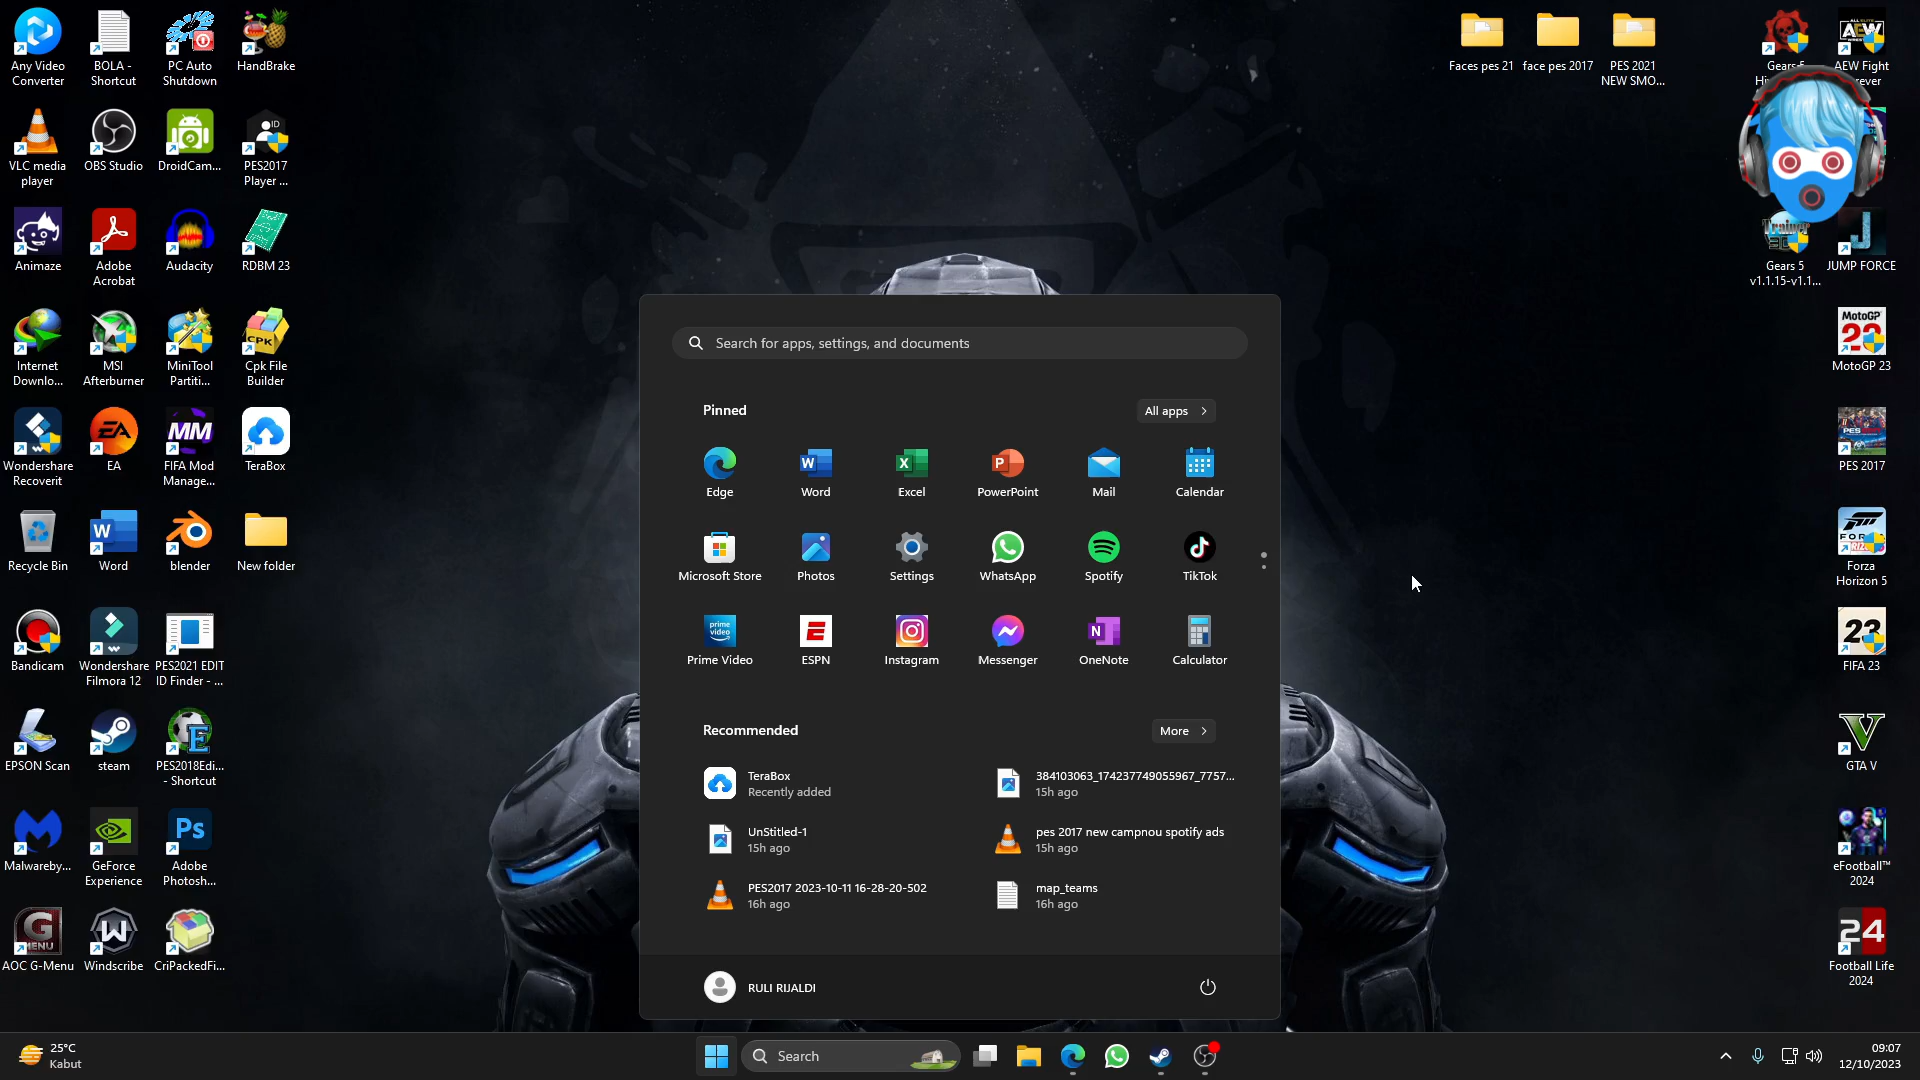 Any Video
Converter
BOLA -
Shortcut
PC Auto
Shutdown
HandBrake
VLC media
player
OBS Studio
DroidCam...
PES2017
Player ...
Animaze
Adobe
Acrobat
Audacity
RDBM 23
Internet
Downlo...
MSI
Afterburner
MiniTool
Partiti...
Cpk File
Builder
Wondershare
Recoverit
EA
FIFA Mod
Manage...
TeraBox
Recycle Bin
Word
blender
New folder
Bandicam
Wondershare
Filmora 12
PES2021 EDIT
ID Finder - ...
EPSON Scan
steam
PES2018Edi...
- Shortcut
Malwareby...
GeForce
Experience
Adobe
Photosh...
AOC G-Menu
Windscribe
CriPackedFi...
Faces pes 21
face pes 2017
PES 2021
NEW SMO...
Gears 5
AEW Fight
Gears 5
v1.1.15-v1.1...
JUMP FORCE
MotoGP 23
PES 2017
Forza
Horizon 5
FIFA 23
GTA V
eFootball™
2024
Football Life
2024
Search for apps, settings, and documents
Pinned
All apps
Edge
Word
Excel
PowerPoint
Mail
Calendar
Microsoft Store
Photos
Settings
WhatsApp
Spotify
TikTok
Prime Video
ESPN
Instagram
Messenger
OneNote
Calculator
Recommended
More
TeraBox
Recently added
384103063_174237749055967_7757...
15h ago
UnStitled-1
15h ago
pes 2017 new campnou spotify ads
15h ago
PES2017 2023-10-11 16-28-20-502
16h ago
map_teams
16h ago
RULI RIJALDI
25°C
Kabut
Search
09:07
12/10/2023